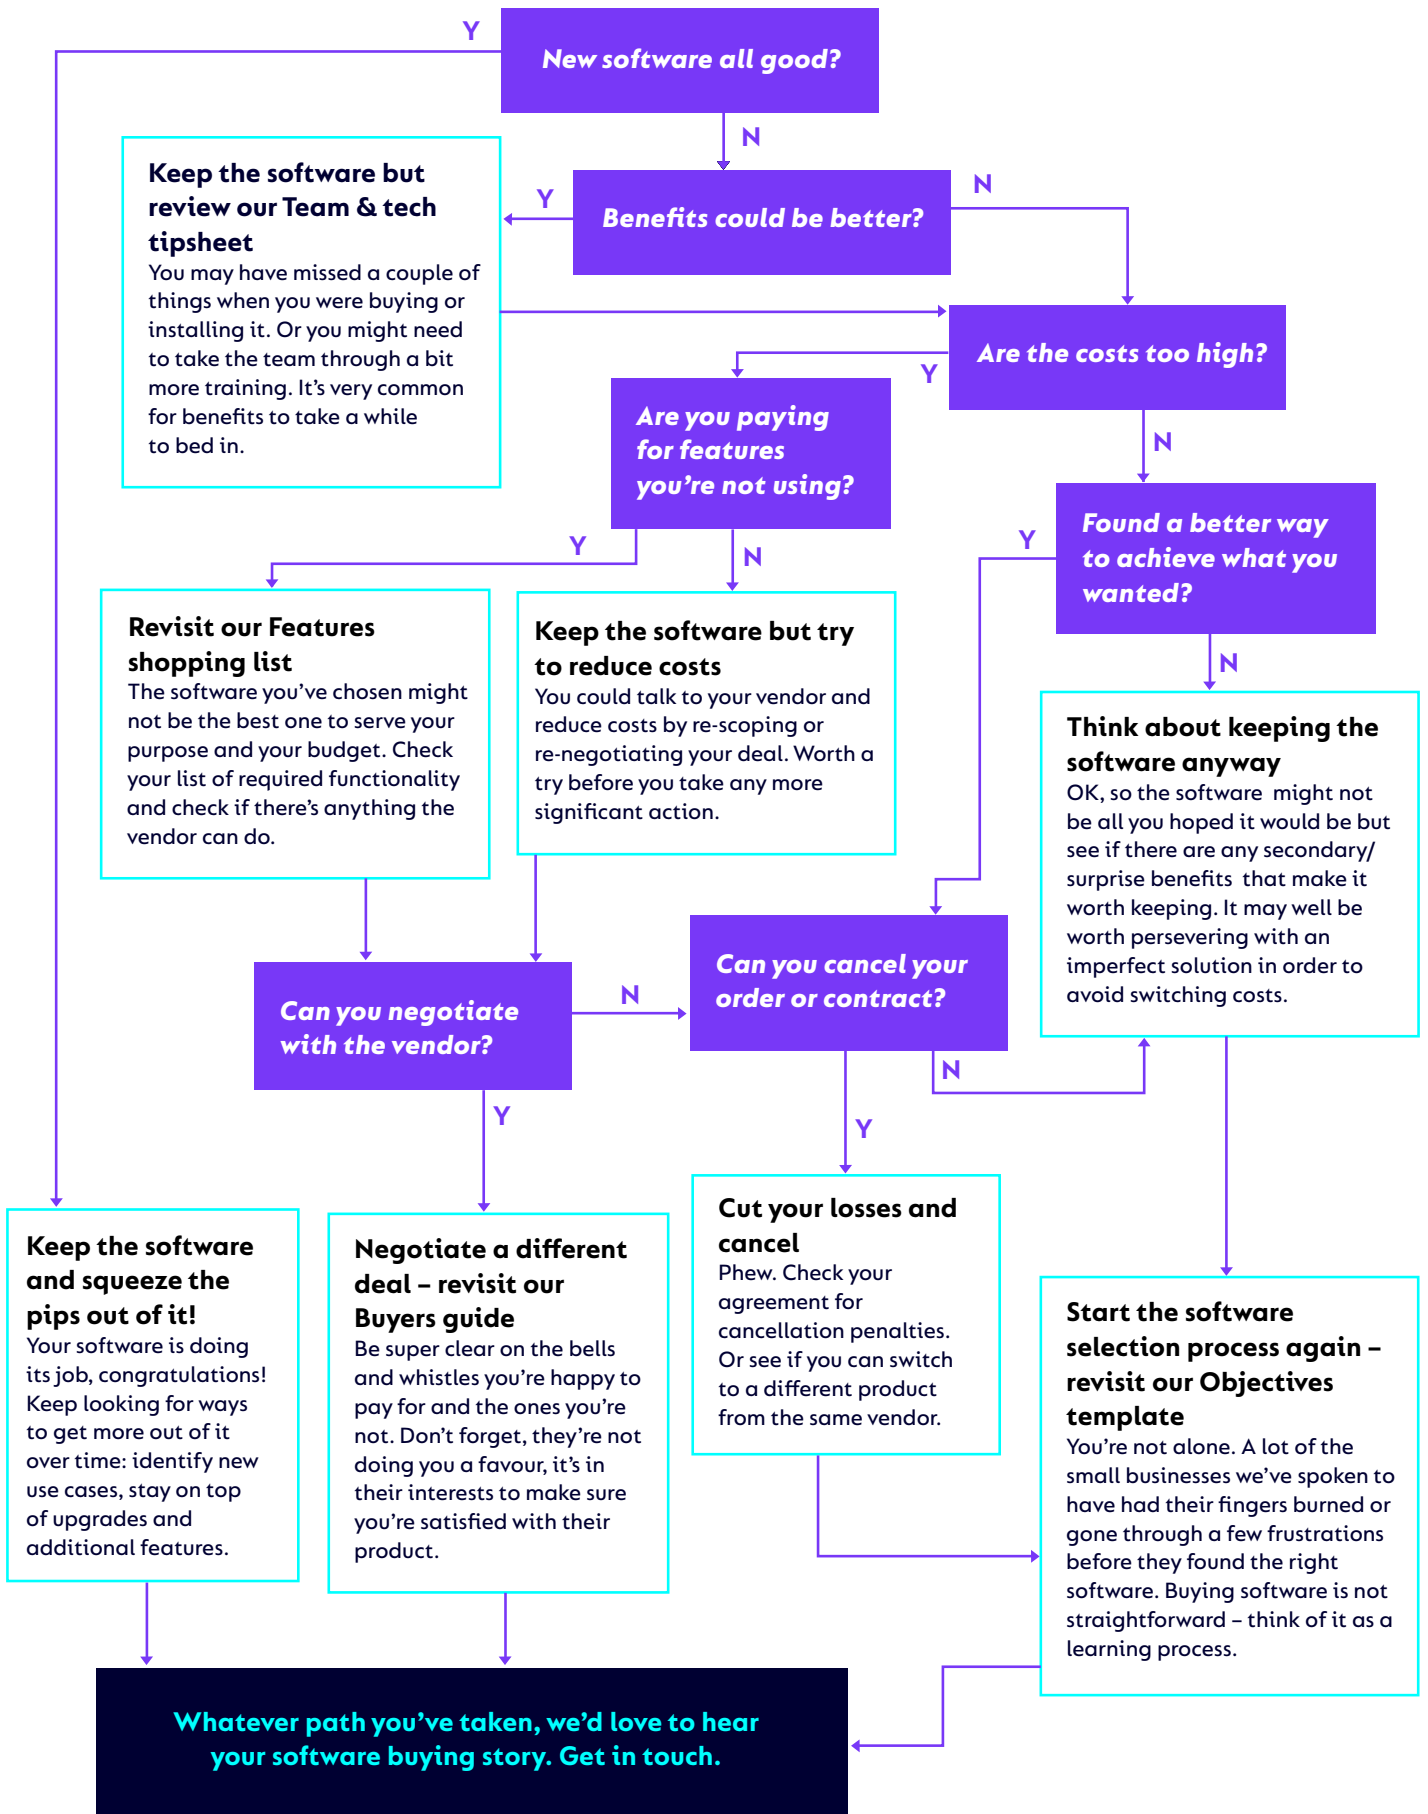 Y
New software all good?
N
Keep the software but
review our Team & tech
tipsheet
You may have missed a couple of
things when you were buying or
installing it. Or you might need
to take the team through a bit
more training. It's very common
for benefits to take a while
to bed in.
Y
Benefits could be better?
N
Are the costs too high?
Y
N
Are you paying
for features
you're not using?
Y
N
Found a better way
to achieve what you
wanted?
Y
N
Revisit our Features
shopping list
The software you've chosen might
not be the best one to serve your
purpose and your budget. Check
your list of required functionality
and check if there's anything the
vendor can do.
Keep the software but try
to reduce costs
You could talk to your vendor and
reduce costs by re-scoping or
re-negotiating your deal. Worth a
try before you take any more
significant action.
Think about keeping the
software anyway
OK, so the software might not
be all you hoped it would be but
see if there are any secondary/
surprise benefits that make it
worth keeping. It may well be
worth persevering with an
imperfect solution in order to
avoid switching costs.
Can you negotiate
with the vendor?
N
Y
Can you cancel your
order or contract?
N
Y
Keep the software
and squeeze the
pips out of it!
Your software is doing
its job, congratulations!
Keep looking for ways
to get more out of it
over time: identify new
use cases, stay on top
of upgrades and
additional features.
Negotiate a different
deal – revisit our
Buyers guide
Be super clear on the bells
and whistles you're happy to
pay for and the ones you're
not. Don't forget, they're not
doing you a favour, it's in
their interests to make sure
you're satisfied with their
product.
Cut your losses and
cancel
Phew. Check your
agreement for
cancellation penalties.
Or see if you can switch
to a different product
from the same vendor.
Start the software
selection process again –
revisit our Objectives
template
You're not alone. A lot of the
small businesses we've spoken to
have had their fingers burned or
gone through a few frustrations
before they found the right
software. Buying software is not
straightforward – think of it as a
learning process.
Whatever path you've taken, we'd love to hear
your software buying story. Get in touch.